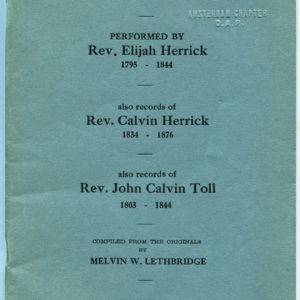 AMSTERDAM CHAPTER
D.A.R.
PERFORMED BY
Rev. Elijah Herrick
1795 - 1844
also records of
Rev. Calvin Herrick
1834 - 1876
also records of
Rev. John Calvin Toll
1803 - 1844
COMPILED FROM THE ORIGINALS
BY
MELVIN W. LETHBRIDGE